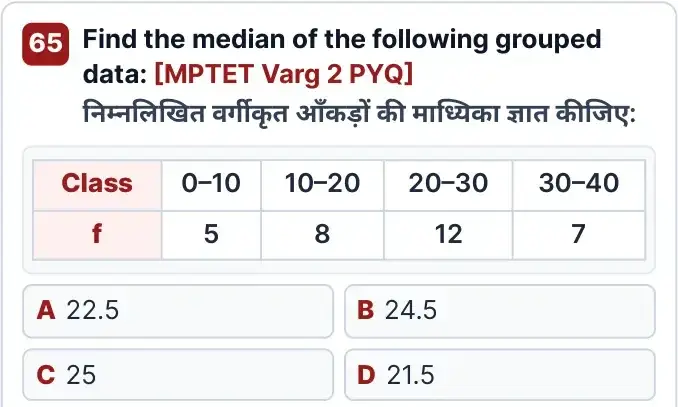 65 Find the median of the following grouped
data: [MPTET Varg 2 PYQ]
निम्नलिखित वर्गीकृत आँकड़ों की माध्यिका ज्ञात कीजिए:
Class 0–10 10–20 20–30 30–40
f 5 8 12 7
A 22.5 B 24.5
C 25 D 21.5